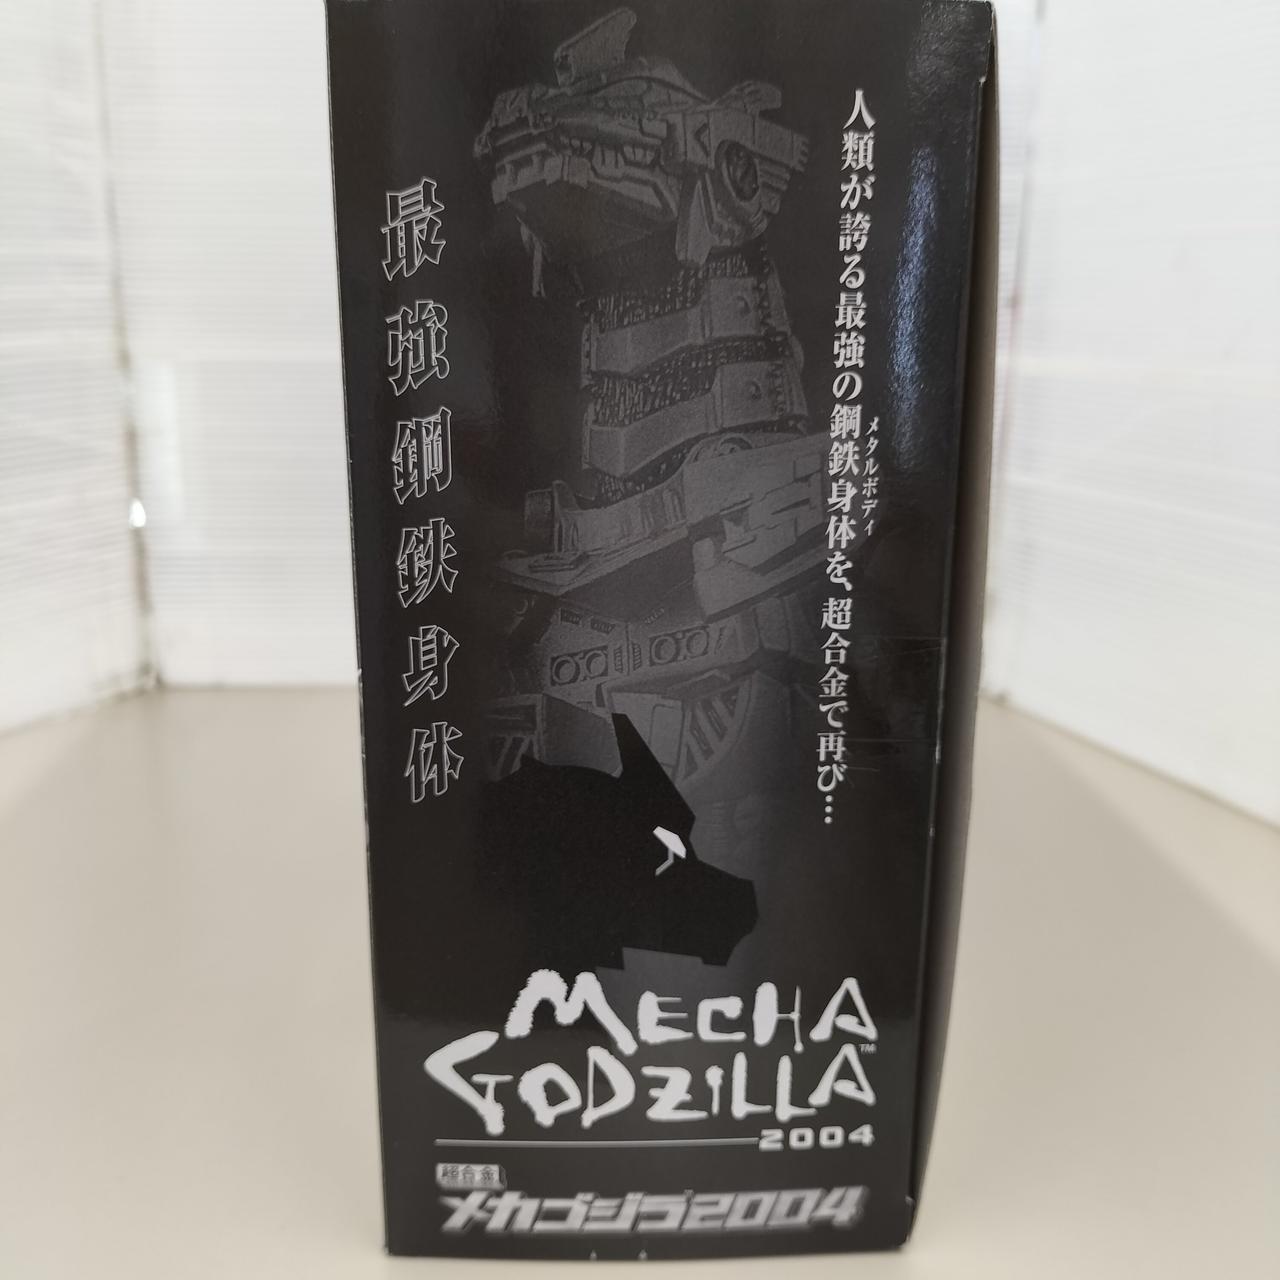 人類が誇る最強の鋼鉄身体を、超合金で再び…
メタルボディ
最強鋼鉄身体
MECHA
GODZILLA™
2004
超合金
メカゴジラ2004